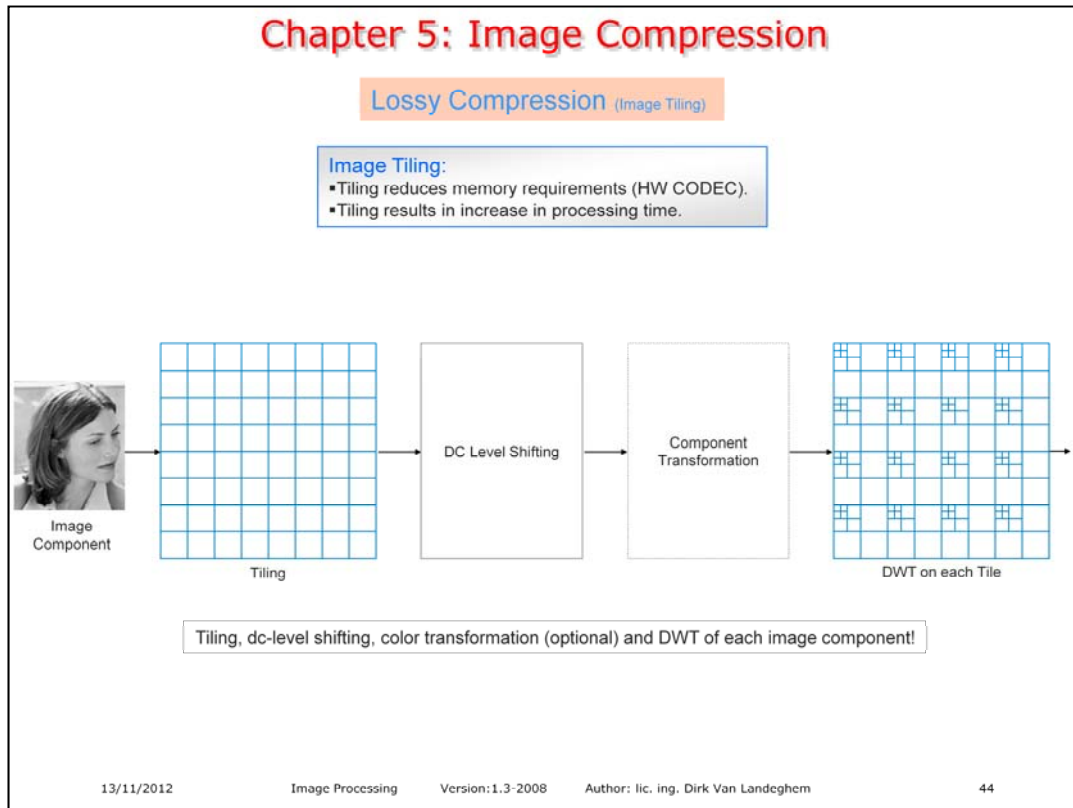 Chapter 5: Image Compression
Lossy Compression (Image Tiling)
Image Tiling:
▪Tiling reduces memory requirements (HW CODEC).
▪Tiling results in increase in processing time.
Image
Component
Tiling
DC Level Shifting
Component
Transformation
DWT on each Tile
Tiling, dc-level shifting, color transformation (optional) and DWT of each image component!
13/11/2012 Image Processing Version:1.3-2008 Author: lic. ing. Dirk Van Landeghem 44